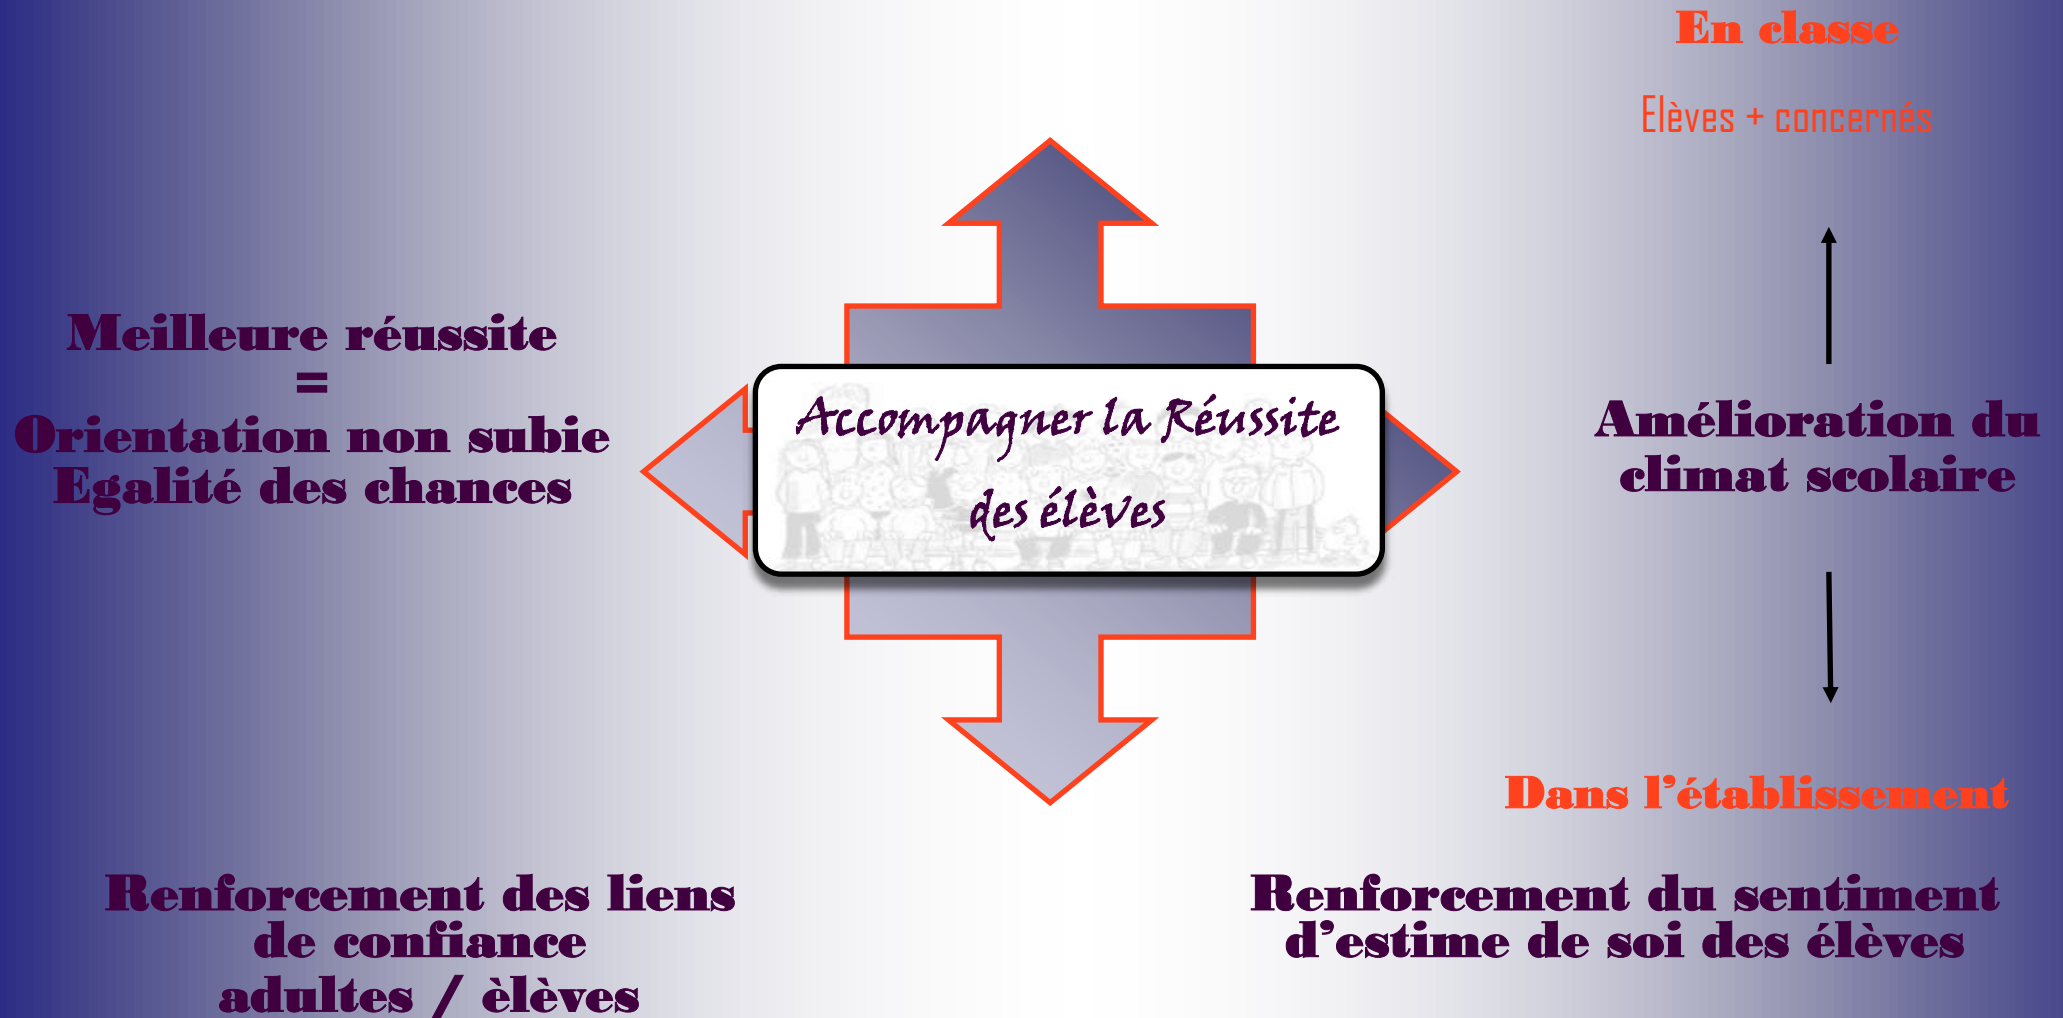 En classe
Elèves + concernés
Meilleure réussite
=
Orientation non subie
Egalité des chances
Accompagner la Réussite
des élèves
Amélioration du
climat scolaire
Dans l’établissement
Renforcement des liens
de confiance
adultes / èlèves
Renforcement du sentiment
d’estime de soi des élèves